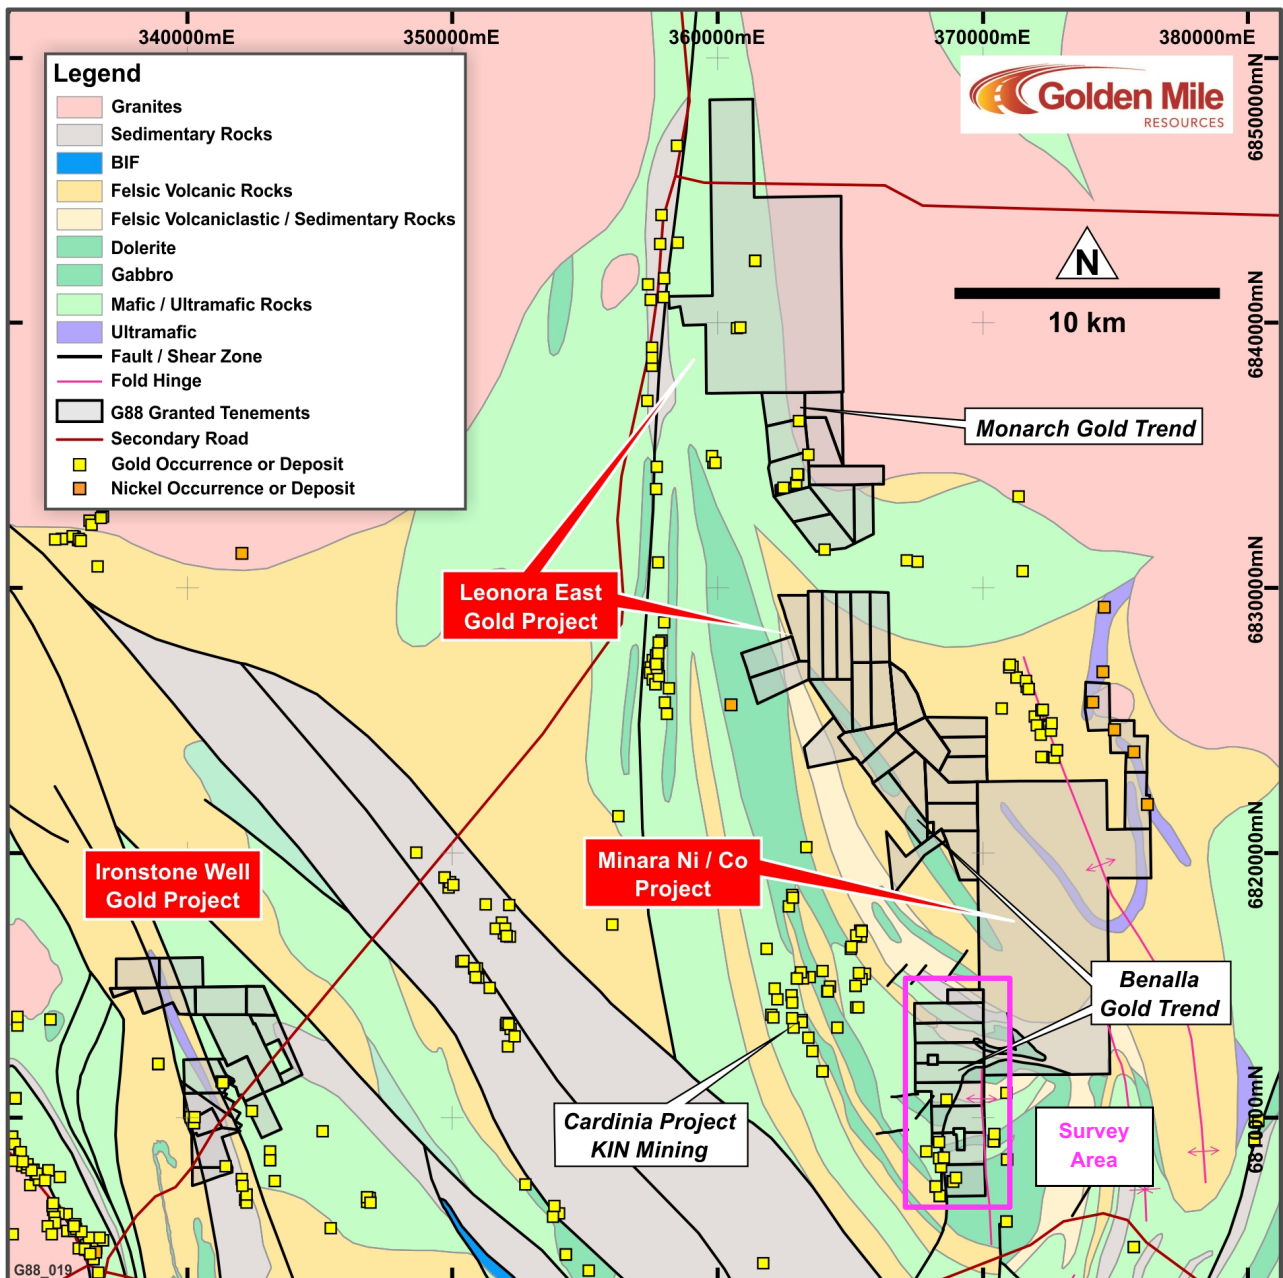 340000mE
350000mE
360000mE
370000mE
380000mE
Legend
Granites
Sedimentary Rocks
BIF
Felsic Volcanic Rocks
Felsic Volcaniclastic / Sedimentary Rocks
Dolerite
Gabbro
Mafic / Ultramafic Rocks
Ultramafic
Fault / Shear Zone
Fold Hinge
G88 Granted Tenements
Secondary Road
Gold Occurrence or Deposit
Nickel Occurrence or Deposit
Golden Mile
RESOURCES
6850000mN
N
10 km
6840000mN
Monarch Gold Trend
Leonora East
Gold Project
6830000mN
Minara Ni / Co
Project
6820000mN
Ironstone Well
Gold Project
Benalla
Gold Trend
Cardinia Project
KIN Mining
Survey
Area
6810000mN
G88_019